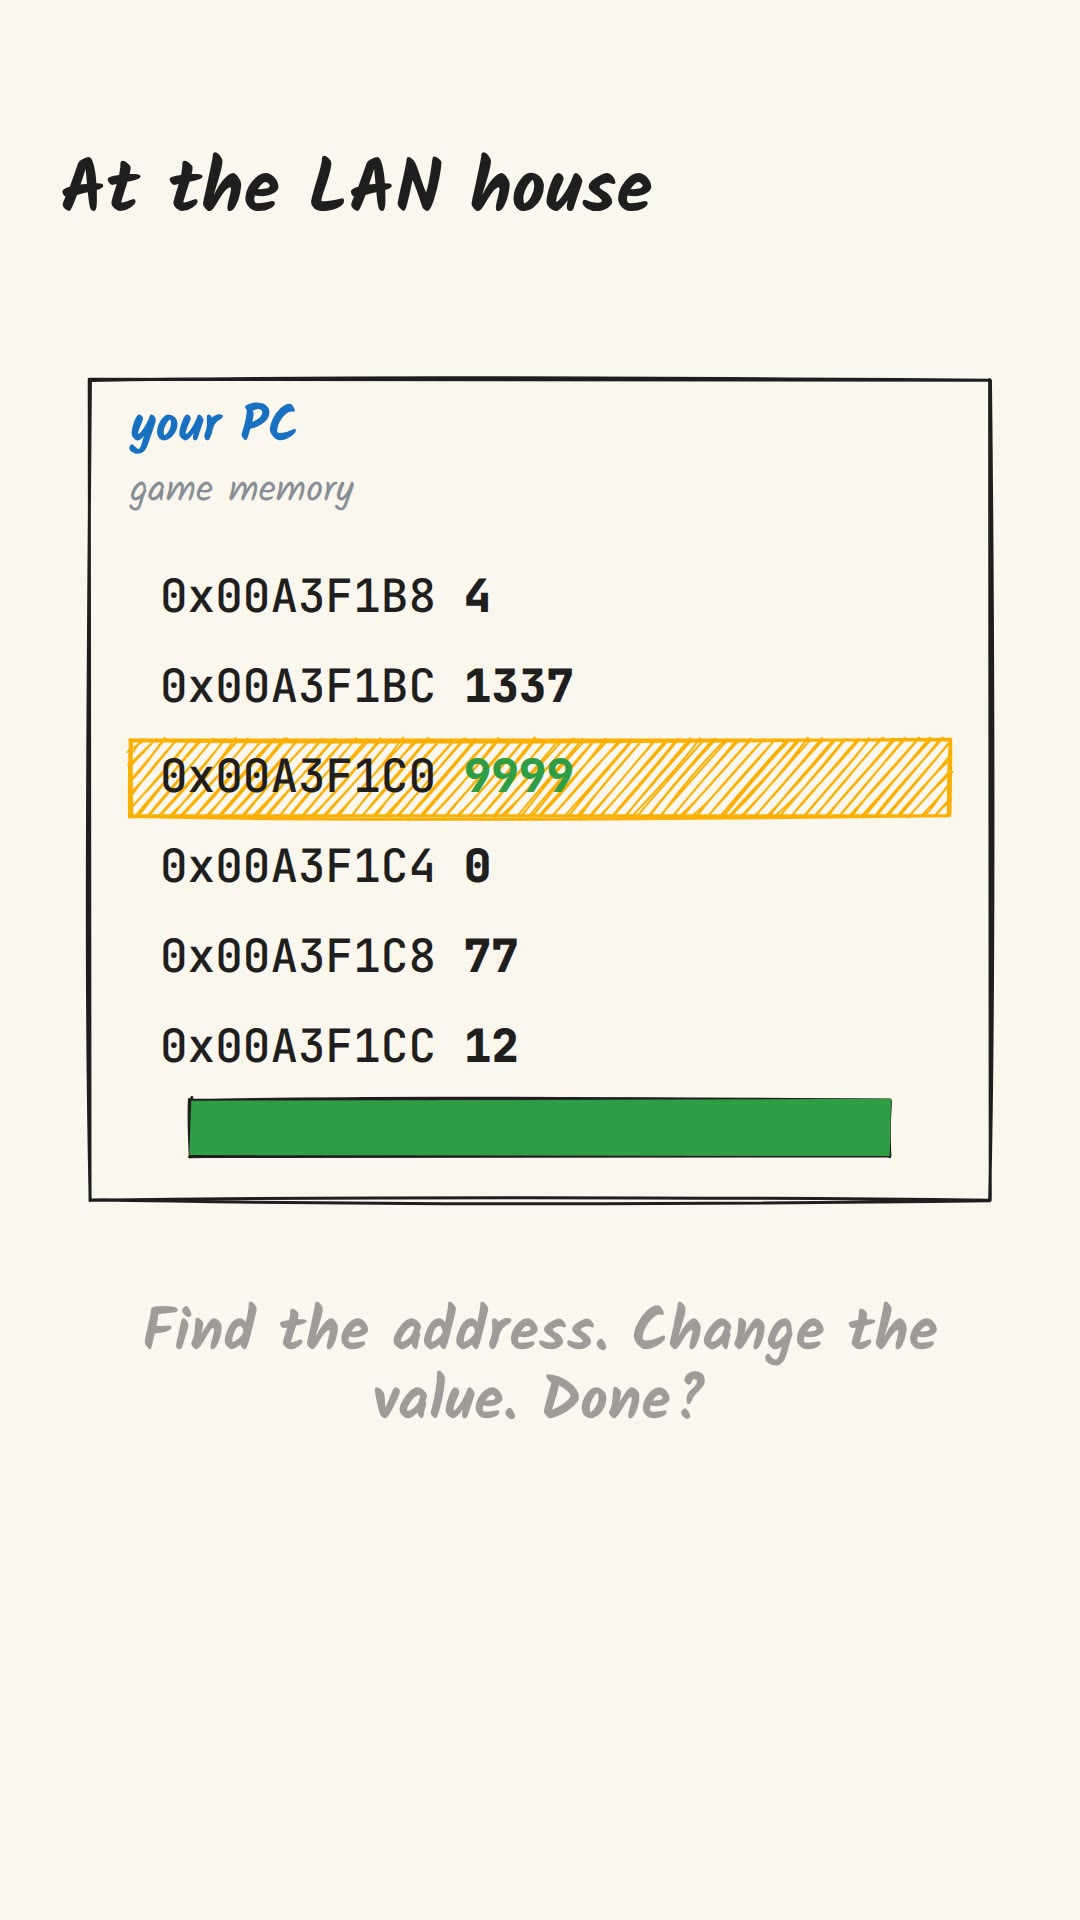 At the LAN house
your PC
game memory
0x00A3F1B8 4
0x00A3F1BC 1337
0x00A3F1C0 9999
0x00A3F1C4 0
0x00A3F1C8 77
0x00A3F1CC 12
Find the address. Change the
value. Done?